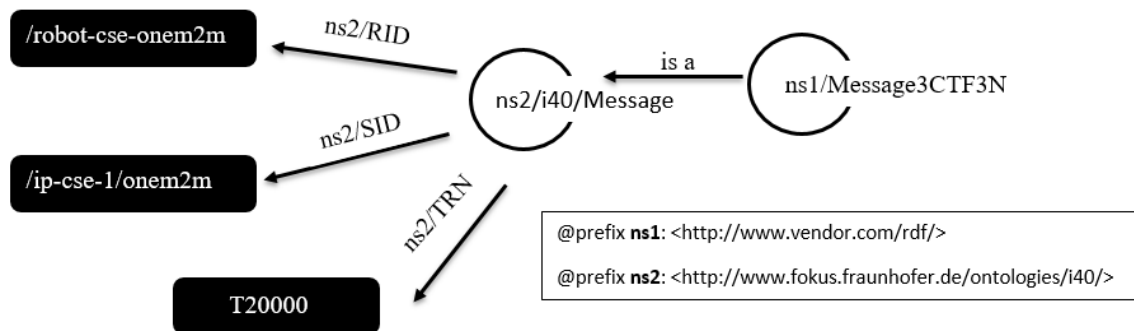 /robot-cse-onem2m
ns2/RID
is a
ns2/i40/Message
ns1/Message3CTF3N
ns2/SID
/ip-cse-1/onem2m
ns2/TRN
@prefix ns1: <http://www.vendor.com/rdf/>
@prefix ns2: <http://www.fokus.fraunhofer.de/ontologies/i40/>
T20000